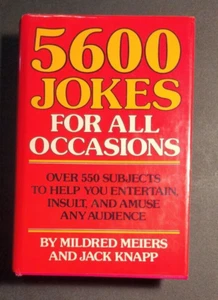 5600
JOKES
FOR ALL
OCCASIONS
OVER 550 SUBJECTS
TO HELP YOU ENTERTAIN,
INSULT, AND AMUSE
ANY AUDIENCE
BY MILDRED MEIERS
AND JACK KNAPP